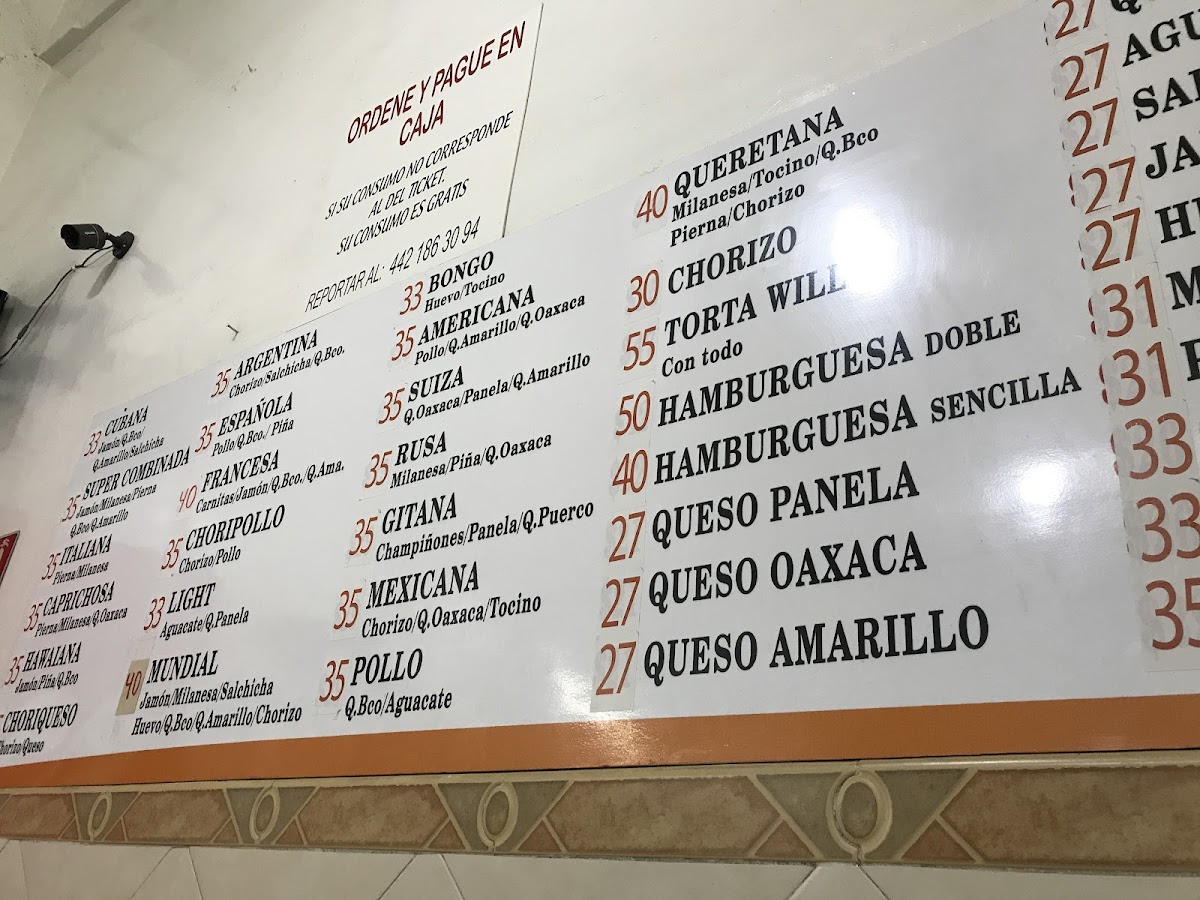 ORDENE Y PAGUE EN
CAJA
SI SU CONSUMO NO CORRESPONDE
AL DEL TICKET.
SU CONSUMO ES GRATIS
REPORTAR AL: 442 186 30 94
33 CUBANA
Jamón/Q.Bco/
Q.Amarillo/Salchicha
35 SUPER COMBINADA
Jamón/Milanesa/Pierna
Q.Bco/Q.Amarillo
35 ITALIANA
Pierna/Milanesa
35 CAPRICHOSA
Pierna/Milanesa/Q.Oaxaca
35 HAWAIANA
Jamón/Piña/Q.Bco
CHORIQUESO
Chorizo/Queso
35 ARGENTINA
Chorizo/Salchicha/Q.Bco.
35 ESPAÑOLA
Pollo/Q.Bco./ Piña
40 FRANCESA
Carnitas/Jamón/Q.Bco./Q.Ama.
35 CHORIPOLLO
Chorizo/Pollo
33 LIGHT
Aguacate/Q.Panela
40 MUNDIAL
Jamón/Milanesa/Salchicha
Huevo/Q.Bco/Q.Amarillo/Chorizo
33 BONGO
Huevo/Tocino
35 AMERICANA
Pollo/Q.Amarillo/Q.Oaxaca
35 SUIZA
Q.Oaxaca/Panela/Q.Amarillo
35 RUSA
Milanesa/Piña/Q.Oaxaca
35 GITANA
Champiñones/Panela/Q.Puerco
35 MEXICANA
Chorizo/Q.Oaxaca/Tocino
35 POLLO
Q.Bco/Aguacate
40 QUERETANA
Milanesa/Tocino/Q.Bco
Pierna/Chorizo
30 CHORIZO
55 TORTA WILL
Con todo
50 HAMBURGUESA DOBLE
40 HAMBURGUESA SENCILLA
27 QUESO PANELA
27 QUESO OAXACA
27 QUESO AMARILLO
27
27 AGU
27 SAL
27 JA
27 HU
31 M
31
33
33
35